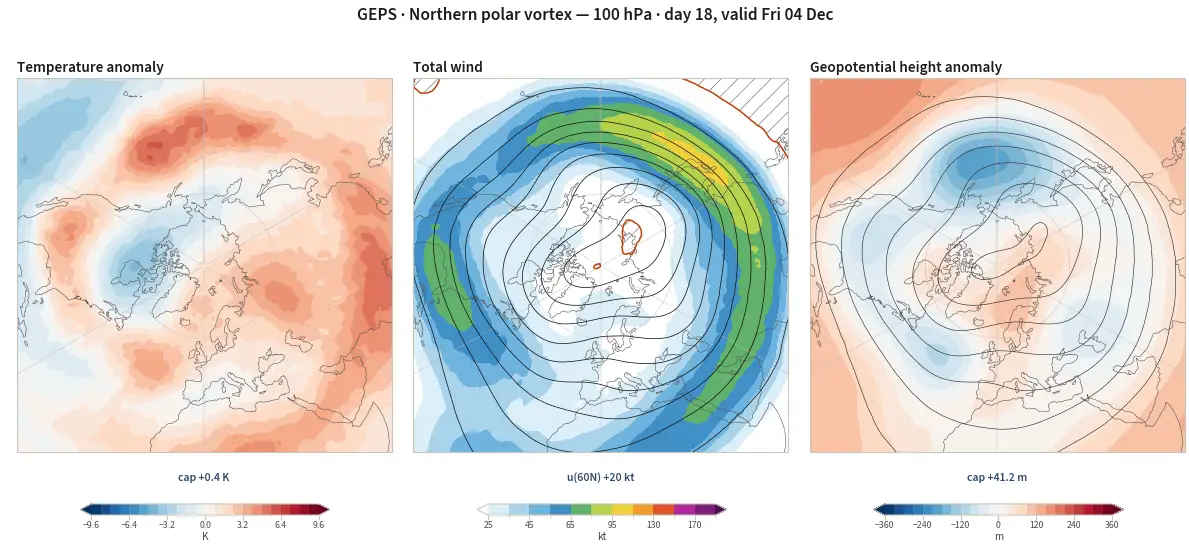 GEPS · Northern polar vortex — 100 hPa · day 18, valid Fri 04 Dec
Temperature anomaly
Total wind
Geopotential height anomaly
cap +0.4 K
u(60N) +20 kt
cap +41.2 m
−9.6 −6.4 −3.2 0.0 3.2 6.4 9.6
K
25 45 65 95 130 170
kt
−360 −240 −120 0 120 240 360
m